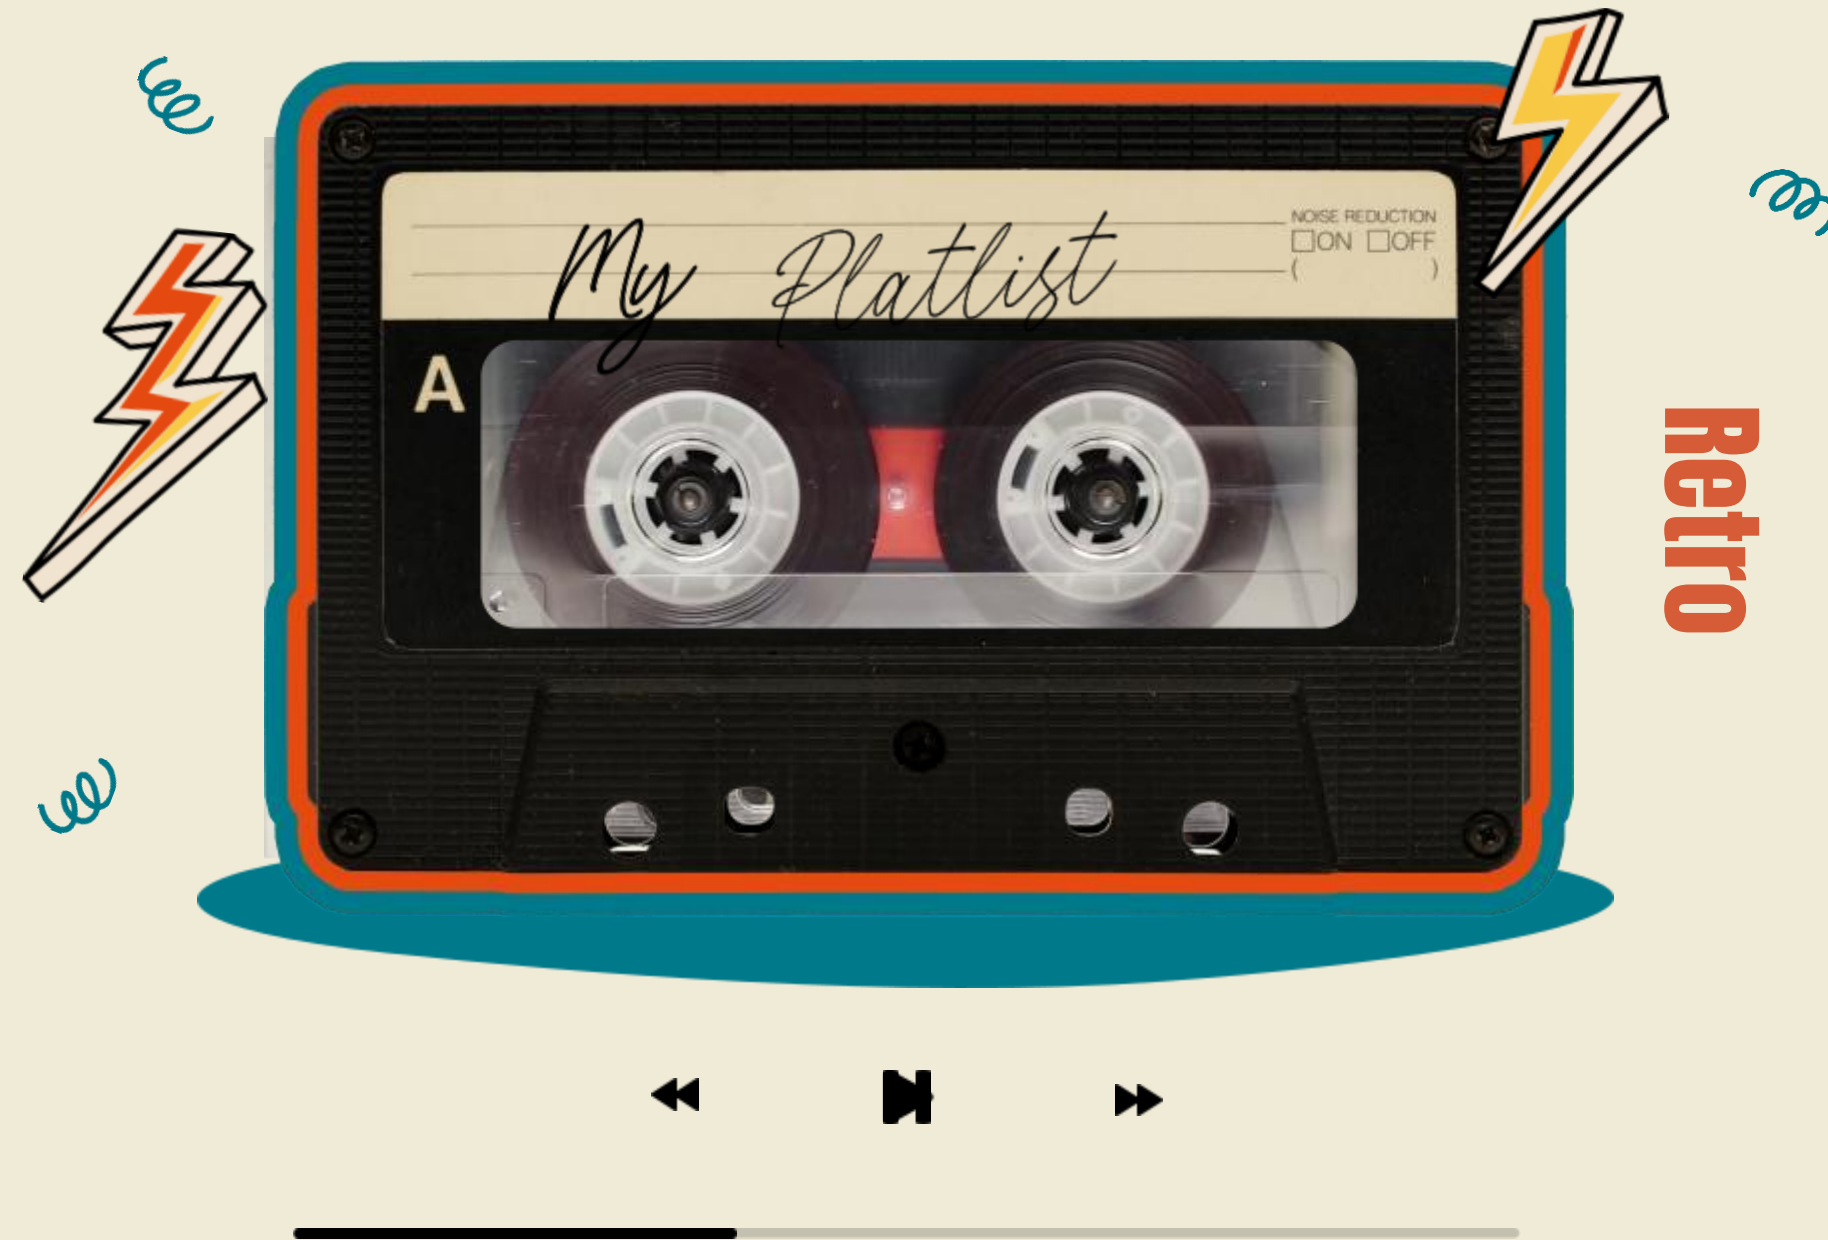 My Platlist
NOISE REDUCTION
☐ON ☐OFF
( )
A
Retro